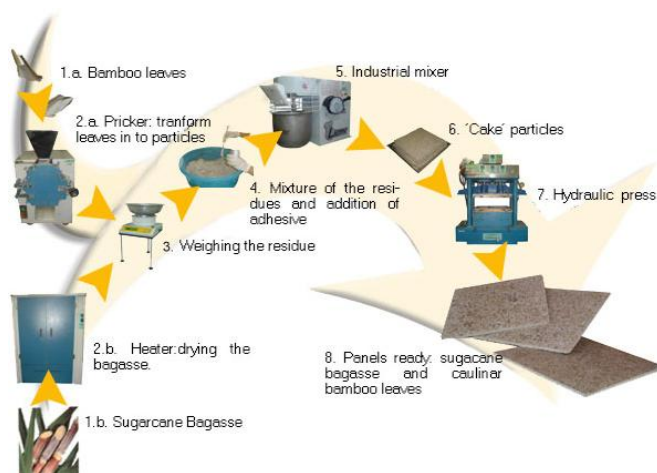 1.a. Bamboo leaves
2.a. Pricker: tranform
leaves in to particles
3. Weighing the residue
2.b. Heater:drying the
bagasse.
1.b. Sugarcane Bagasse
4. Mixture of the resi-
dues and addition of
adhesive
5. Industrial mixer
6. 'Cake' particles
7. Hydraulic press
8. Panels ready: sugacane
bagasse and caulinar
bamboo leaves